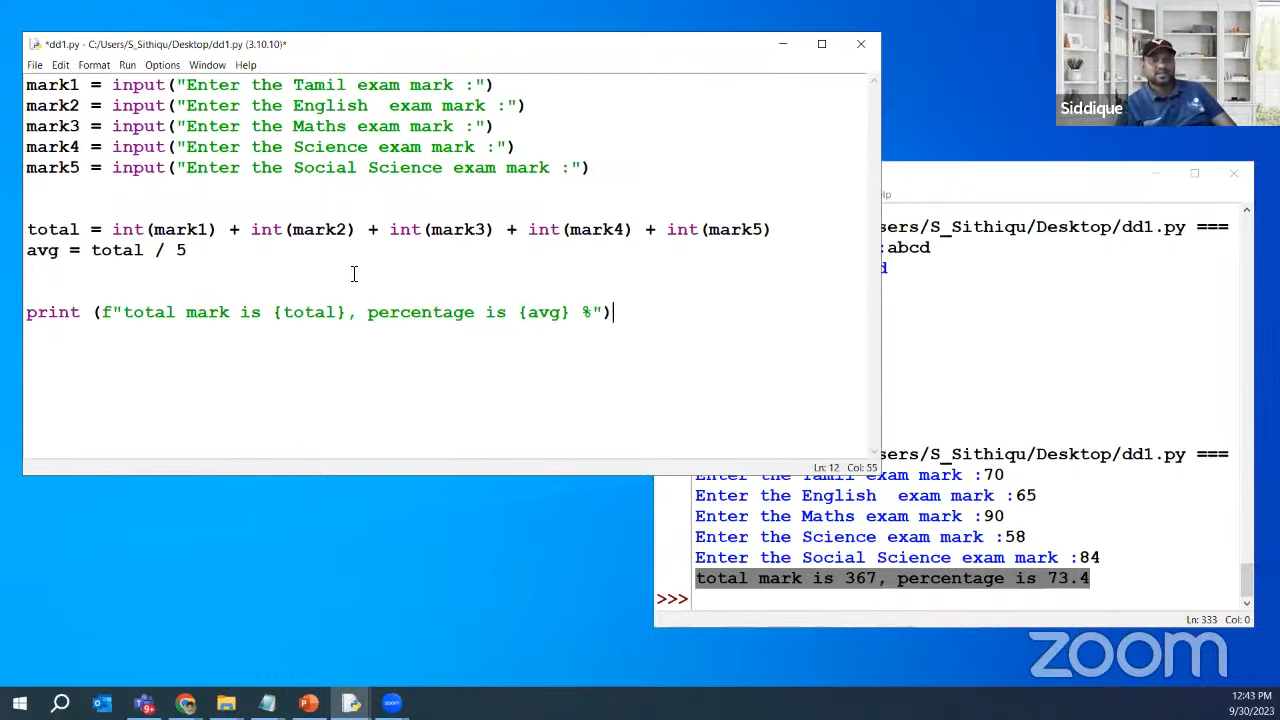 *dd1.py - C:/Users/S_Sithiqu/Desktop/dd1.py (3.10.10)*
File Edit Format Run Options Window Help
mark1 = input("Enter the Tamil exam mark :")
mark2 = input("Enter the English  exam mark :")
mark3 = input("Enter the Maths exam mark :")
mark4 = input("Enter the Science exam mark :")
mark5 = input("Enter the Social Science exam mark :")
total = int(mark1) + int(mark2) + int(mark3) + int(mark4) + int(mark5)
avg = total / 5
print (f"total mark is {total}, percentage is {avg} %")
Ln: 12 Col: 55
Siddique
lp
sers/S_Sithiqu/Desktop/dd1.py ===
:abcd
d
sers/S_Sithiqu/Desktop/dd1.py ===
Enter the Tamil exam mark :70
Enter the English  exam mark :65
Enter the Maths exam mark :90
Enter the Science exam mark :58
Enter the Social Science exam mark :84
total mark is 367, percentage is 73.4
>>>
Ln: 333 Col: 0
zoom
12:43 PM
9/30/2023